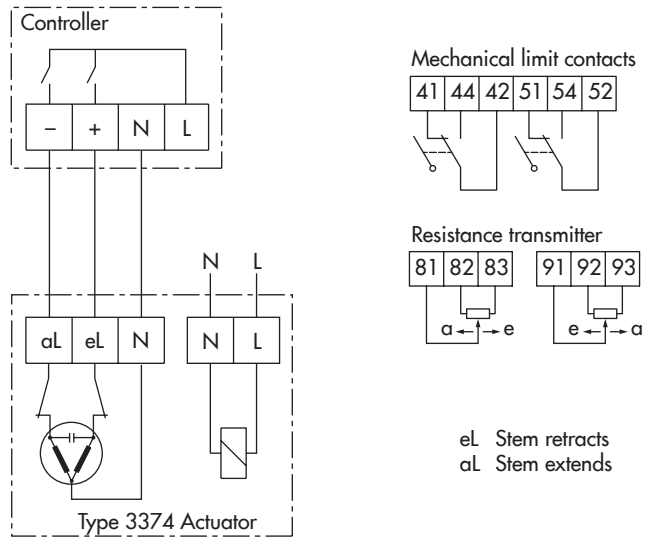 Controller
– + N L
N L
aL eL N N L
Type 3374 Actuator
Mechanical limit contacts
41 44 42 51 54 52
Resistance transmitter
81 82 83 91 92 93
a e e a
eL Stem retracts
aL Stem extends